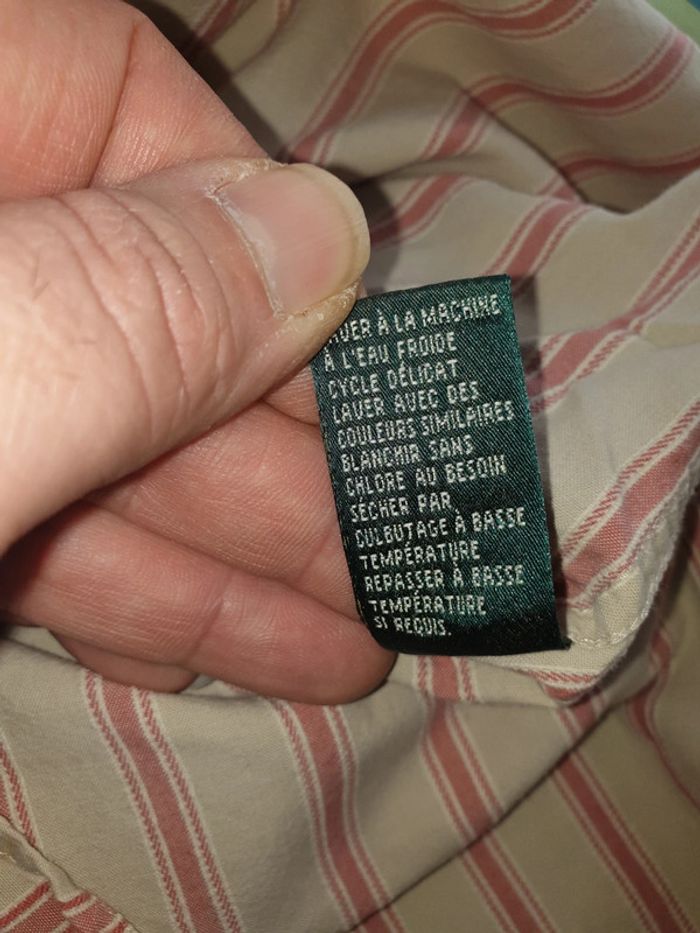 AVER À LA MACHINE
À L'EAU FROIDE
CYCLE DÉLICAT
LAVER AVEC DES
COULEURS SIMILAIRES
BLANCHIR SANS
CHLORE AU BESOIN
SÉCHER PAR
CULBUTAGE À BASSE
TEMPÉRATURE
REPASSER À BASSE
TEMPÉRATURE
SI REQUIS.